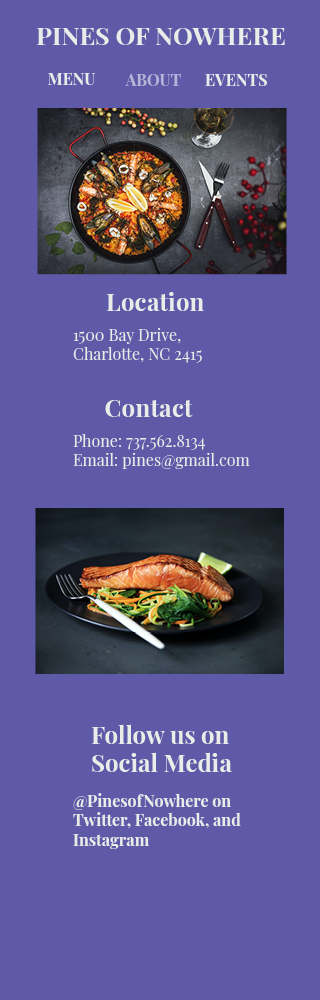 PINES OF NOWHERE
MENU ABOUT EVENTS
Location
1500 Bay Drive,
Charlotte, NC 2415
Contact
Phone: 737.562.8134
Email: pines@gmail.com
Follow us on
Social Media
@PinesofNowhere on
Twitter, Facebook, and
Instagram